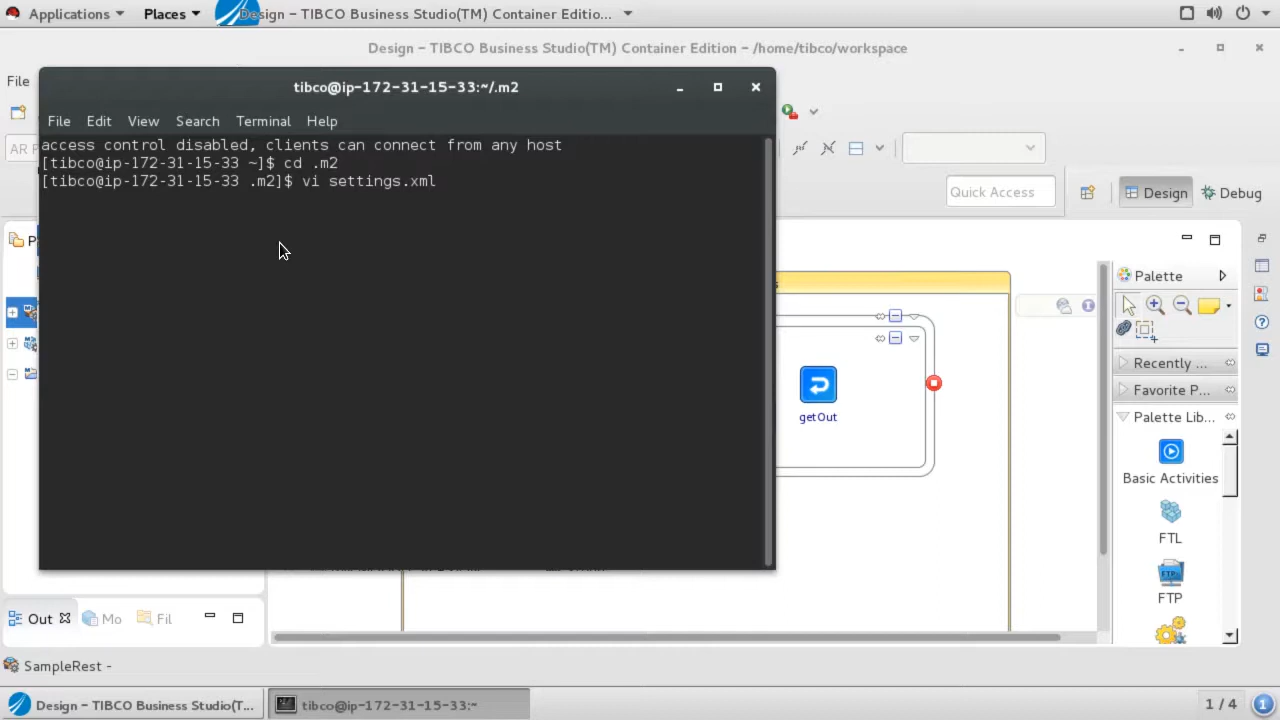 Applications
Places
Design – TIBCO Business Studio(TM) Container Editio...
Design – TIBCO Business Studio(TM) Container Edition – /home/tibco/workspace
File
tibco@ip-172-31-15-33:~/.m2
File Edit View Search Terminal Help
access control disabled, clients can connect from any host
[tibco@ip-172-31-15-33 ~]$ cd .m2
[tibco@ip-172-31-15-33 .m2]$ vi settings.xml
AR
Quick Access
Design
Debug
Palette
Recently ...
Favorite P...
Palette Lib...
Basic Activities
FTL
FTP
getOut
Out
Mo
Fil
SampleRest -
Design – TIBCO Business Studio(T...
tibco@ip-172-31-15-33:~
1 / 4
1